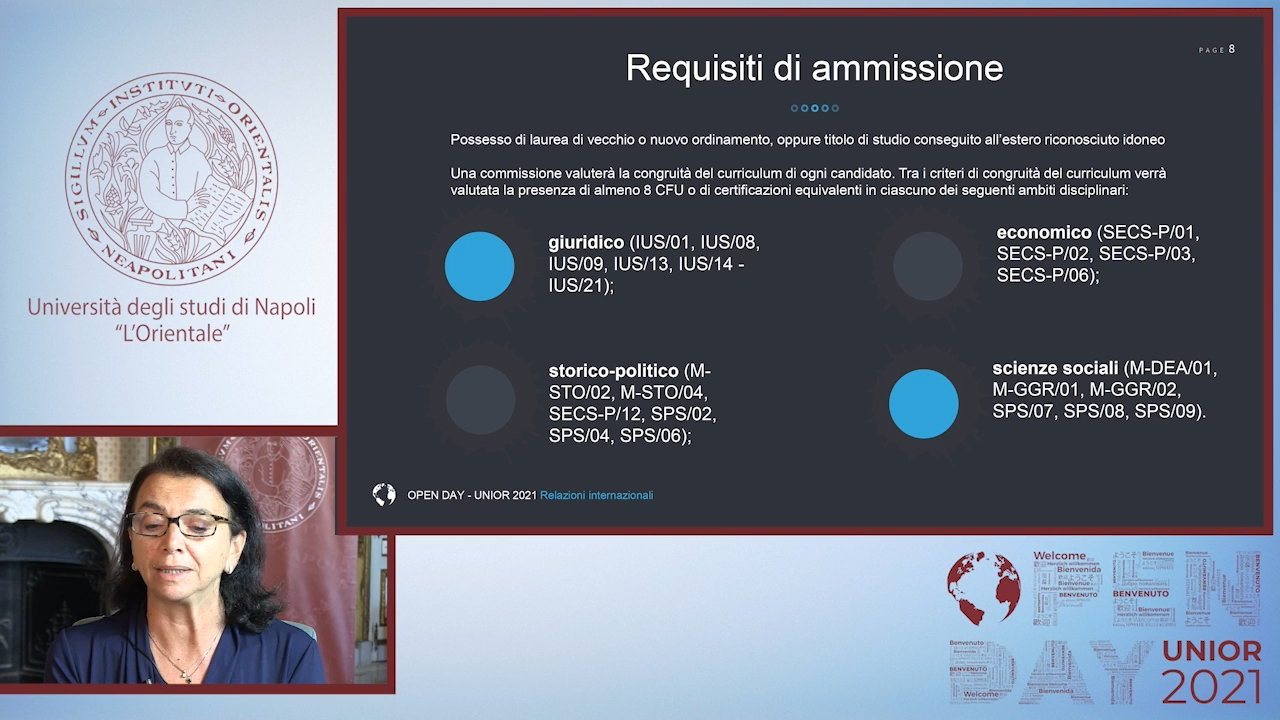 SIGILLVM INSTITVTI ORIENTALIS
NEAPOLITANI
Università degli studi di Napoli
“L’Orientale”
PAGE 8
Requisiti di ammissione
Possesso di laurea di vecchio o nuovo ordinamento, oppure titolo di studio conseguito all’estero riconosciuto idoneo
Una commissione valuterà la congruità del curriculum di ogni candidato. Tra i criteri di congruità del curriculum verrà
valutata la presenza di almeno 8 CFU o di certificazioni equivalenti in ciascuno dei seguenti ambiti disciplinari:
giuridico (IUS/01, IUS/08,
IUS/09, IUS/13, IUS/14 -
IUS/21);
economico (SECS-P/01,
SECS-P/02, SECS-P/03,
SECS-P/06);
storico-politico (M-
STO/02, M-STO/04,
SECS-P/12, SPS/02,
SPS/04, SPS/06);
scienze sociali (M-DEA/01,
M-GGR/01, M-GGR/02,
SPS/07, SPS/08, SPS/09).
OPEN DAY - UNIOR 2021 Relazioni internazionali
OPEN
DAY
UNIOR
2021